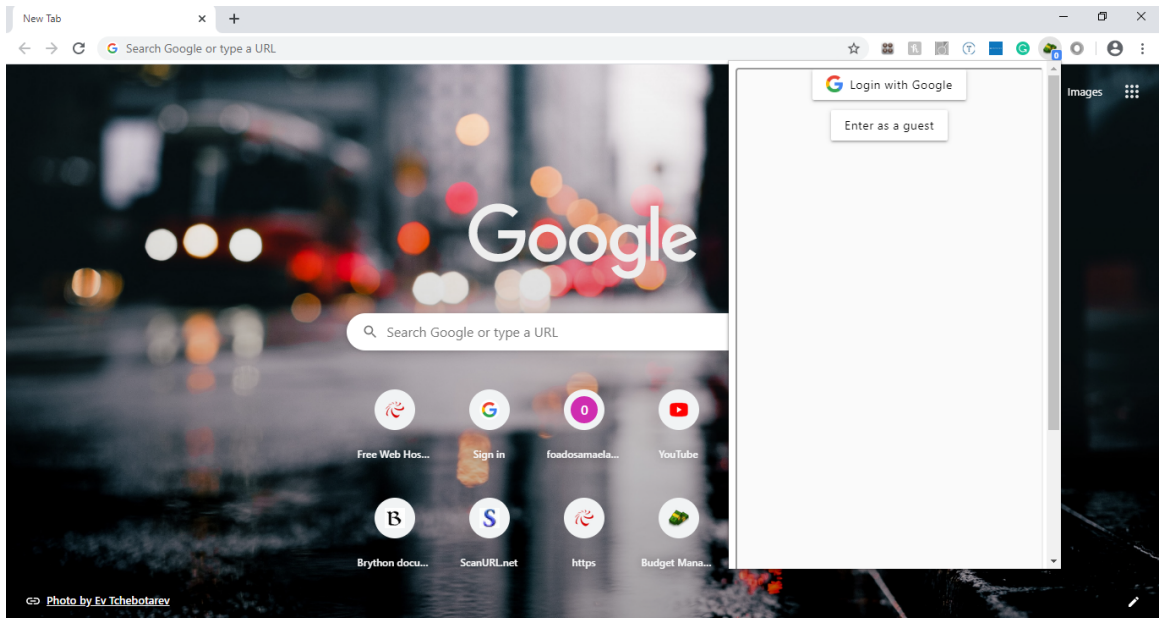 New Tab
Search Google or type a URL
0
Login with Google
Images
Enter as a guest
Google
Search Google or type a URL
0
Free Web Hos...
Sign in
foadosamaela...
YouTube
B
S
Brython docu...
ScanURL.net
https
Budget Mana...
Photo by Ev Tchebotarev